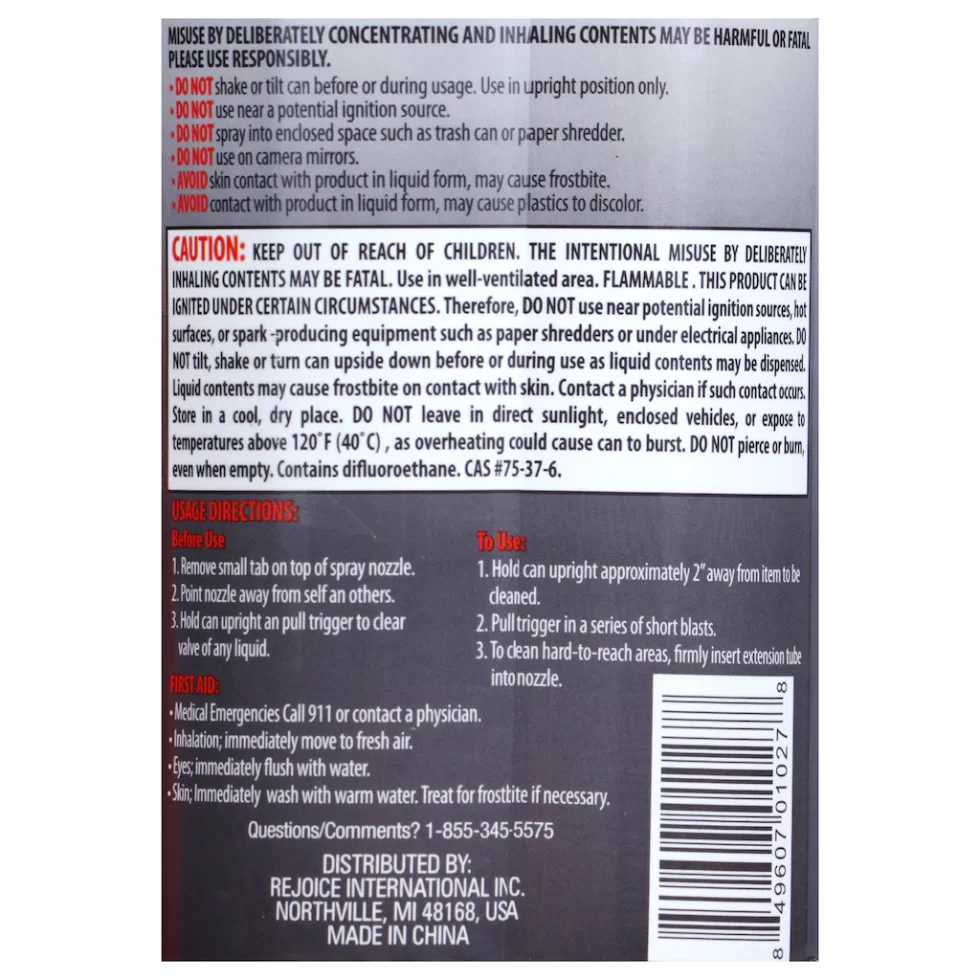 MISUSE BY DELIBERATELY CONCENTRATING AND INHALING CONTENTS MAY BE HARMFUL OR FATAL
PLEASE USE RESPONSIBLY.
• DO NOT shake or tilt can before or during usage. Use in upright position only.
• DO NOT use near a potential ignition source.
• DO NOT spray into enclosed space such as trash can or paper shredder.
• DO NOT use on camera mirrors.
• AVOID skin contact with product in liquid form, may cause frostbite.
• AVOID contact with product in liquid form, may cause plastics to discolor.
CAUTION: KEEP OUT OF REACH OF CHILDREN. THE INTENTIONAL MISUSE BY DELIBERATELY
INHALING CONTENTS MAY BE FATAL. Use in well-ventilated area. FLAMMABLE . THIS PRODUCT CAN BE
IGNITED UNDER CERTAIN CIRCUMSTANCES. Therefore, DO NOT use near potential ignition sources, hot
surfaces, or spark -producing equipment such as paper shredders or under electrical appliances. DO
NOT tilt, shake or turn can upside down before or during use as liquid contents may be dispensed.
Liquid contents may cause frostbite on contact with skin. Contact a physician if such contact occurs.
Store in a cool, dry place. DO NOT leave in direct sunlight, enclosed vehicles, or expose to
temperatures above 120˚F (40˚C) , as overheating could cause can to burst. DO NOT pierce or burn,
even when empty. Contains difluoroethane. CAS #75-37-6.
USAGE DIRECTIONS:
Before Use
1. Remove small tab on top of spray nozzle.
2. Point nozzle away from self an others.
3. Hold can upright an pull trigger to clear
valve of any liquid.
To Use:
1. Hold can upright approximately 2" away from item to be
cleaned.
2. Pull trigger in a series of short blasts.
3. To clean hard-to-reach areas, firmly insert extension tube
into nozzle.
FIRST AID:
• Medical Emergencies Call 911 or contact a physician.
• Inhalation; immediately move to fresh air.
• Eyes; immediately flush with water.
• Skin; Immediately wash with warm water. Treat for frostbite if necessary.
Questions/Comments? 1-855-345-5575
DISTRIBUTED BY:
REJOICE INTERNATIONAL INC.
NORTHVILLE, MI 48168, USA
MADE IN CHINA
8 49607 01027 8